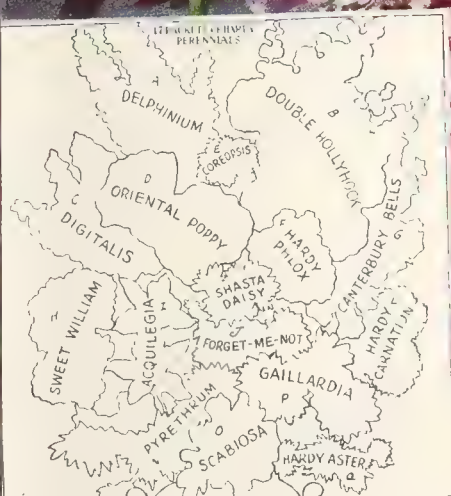 PERENNIALS
A
DELPHINIUM
B
DOUBLE HOLLYHOCK
E
COREOPSIS
D
ORIENTAL POPPY
C
DIGITALIS
F
HARDY
PHLOX
CANTERBURY BELLS
G
SHASTA
DAISY
H
SWEET WILLIAM
I
ACQUILEGIA
J
FORGET-ME-NOT
HARDY
CARNATION
GAILLARDIA
P
PYRETHEUM
O
SCABIOSA
HARDY ASTER
Q